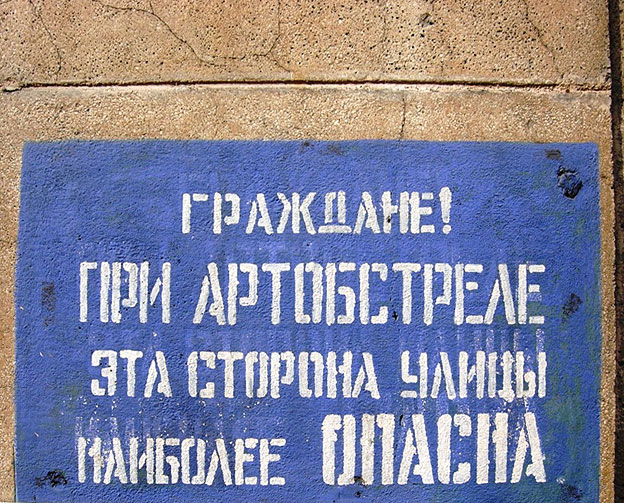 ГРАЖДАНЕ!
ПРИ АРТОБСТРЕЛЕ
ЭТА СТОРОНА УЛИЦЫ
НАИБОЛЕЕ ОПАСНА